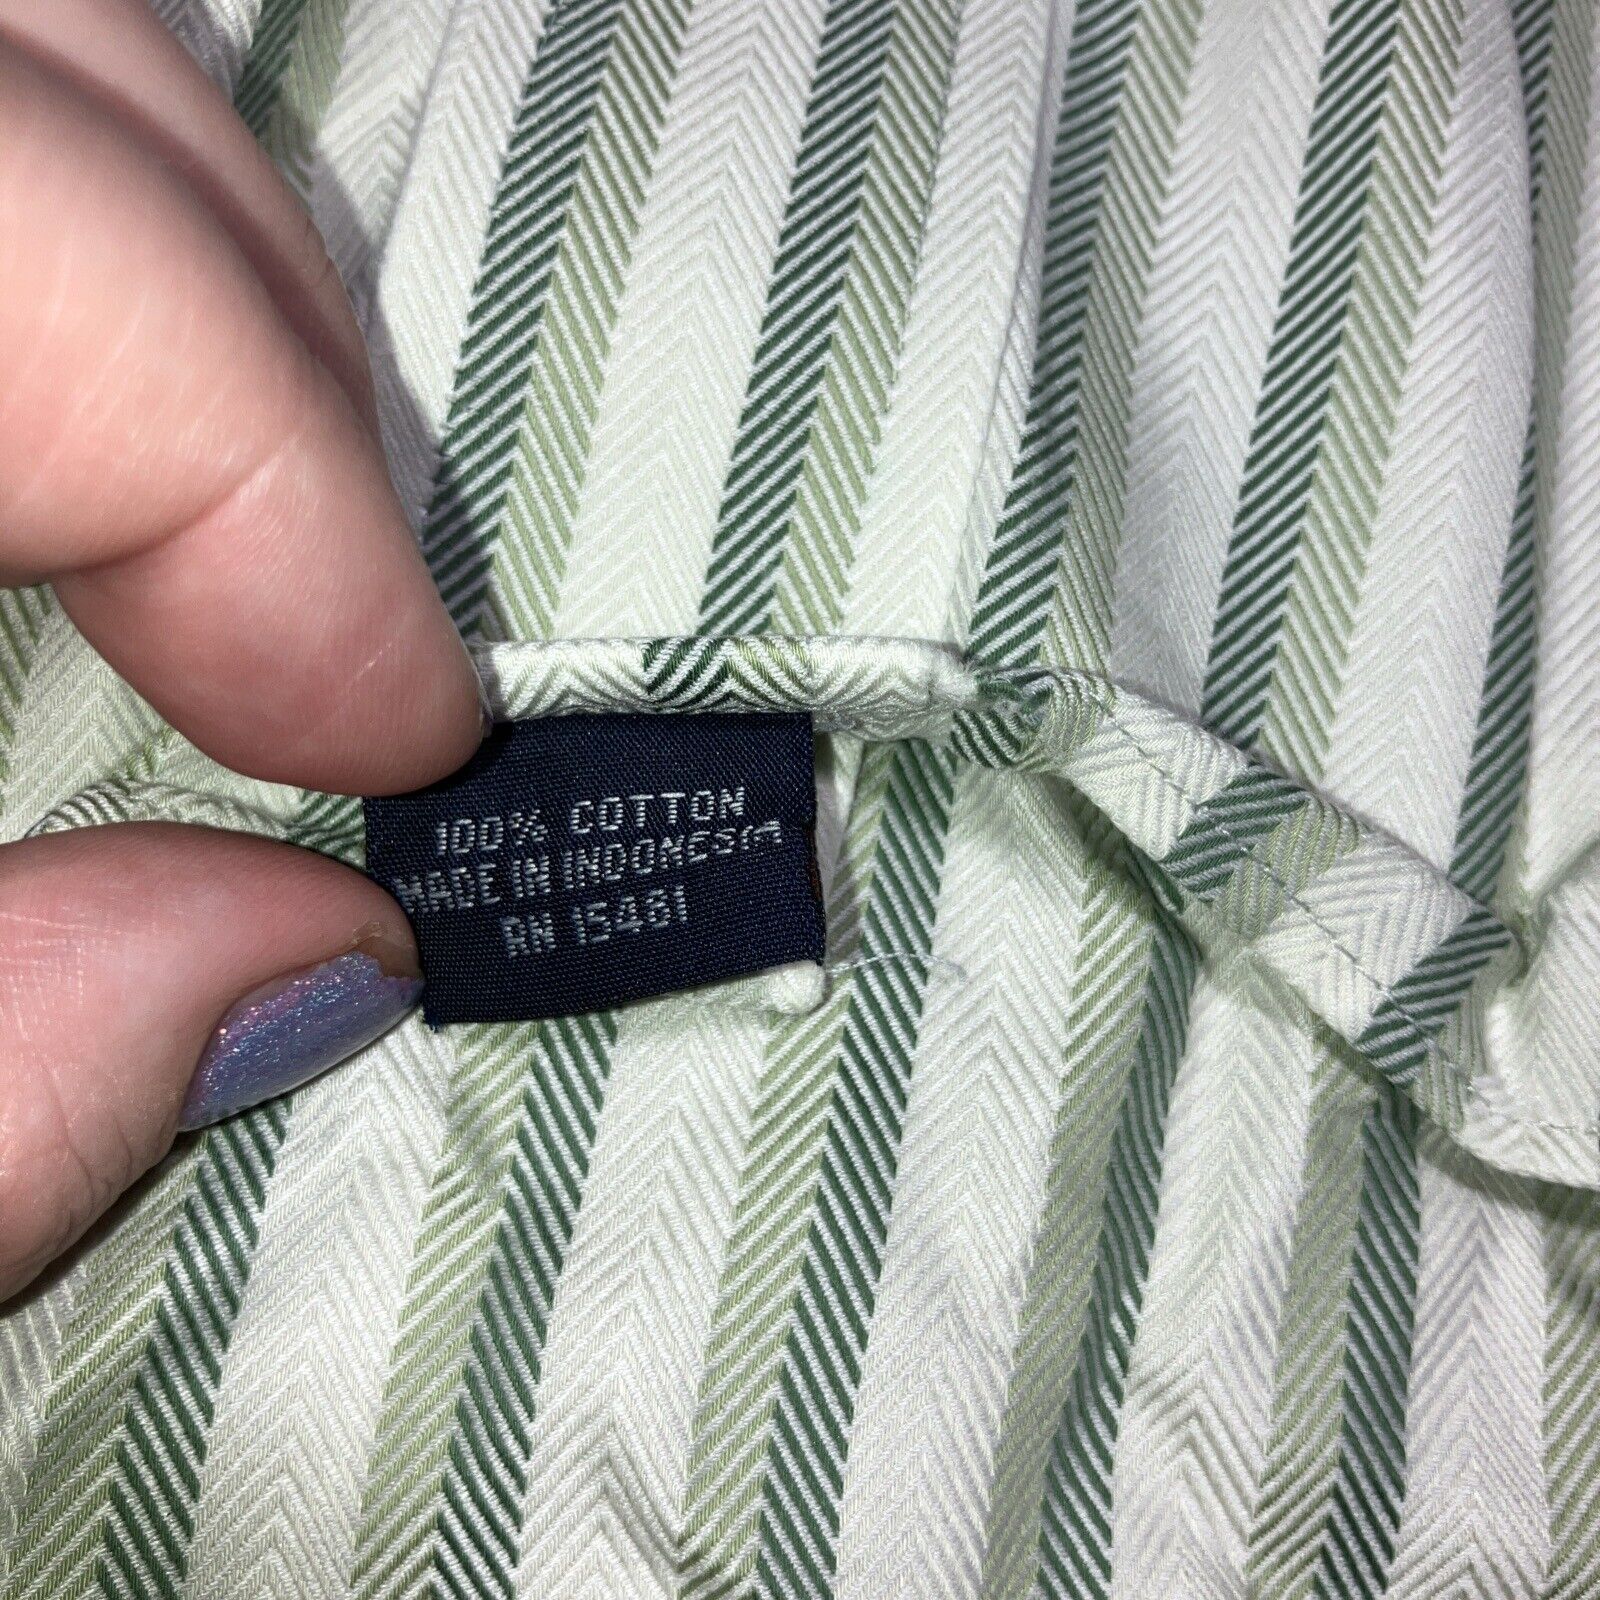 100% COTTON
MADE IN INDONESIA
RN 15461